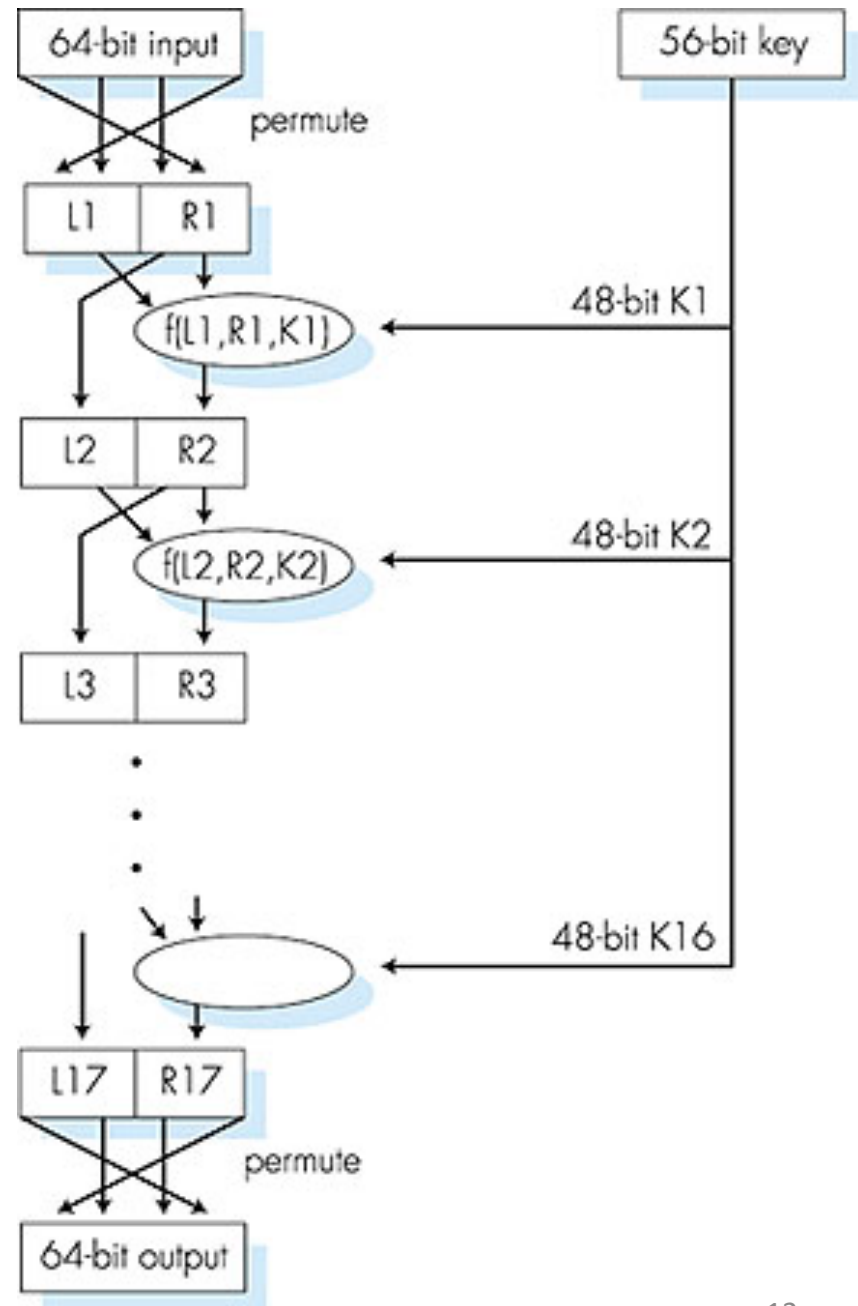 64-bit input
56-bit key
permute
L1 R1
48-bit K1
f(L1,R1,K1)
L2 R2
48-bit K2
f(L2,R2,K2)
L3 R3
48-bit K16
L17 R17
permute
64-bit output